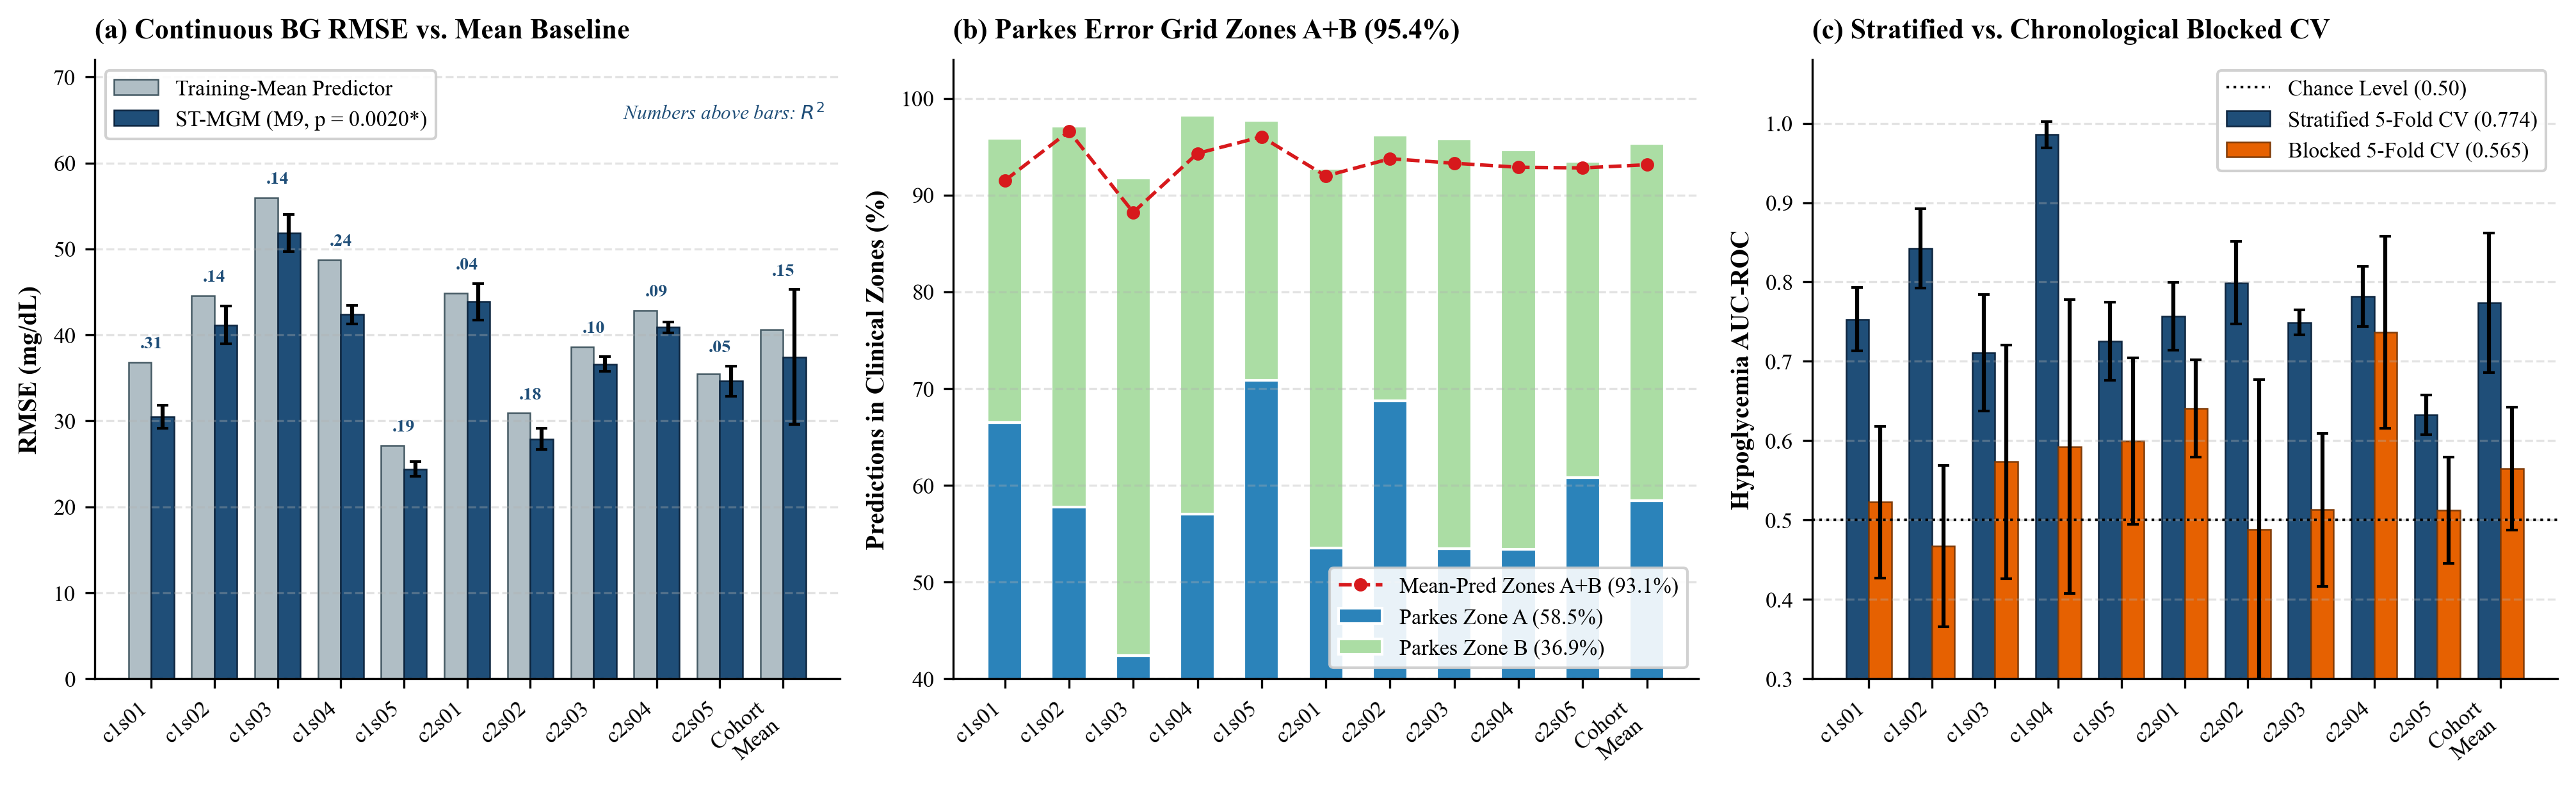 (a) Continuous BG RMSE vs. Mean Baseline
RMSE (mg/dL)
70
60
50
40
30
20
10
0
Training-Mean Predictor
ST-MGM (M9, p = 0.0020*)
Numbers above bars: R²
.31
.14
.14
.24
.19
.04
.18
.10
.09
.05
.15
c1s01
c1s02
c1s03
c1s04
c1s05
c2s01
c2s02
c2s03
c2s04
c2s05
Cohort
Mean
(b) Parkes Error Grid Zones A+B (95.4%)
Predictions in Clinical Zones (%)
100
90
80
70
60
50
40
Mean-Pred Zones A+B (93.1%)
Parkes Zone A (58.5%)
Parkes Zone B (36.9%)
c1s01
c1s02
c1s03
c1s04
c1s05
c2s01
c2s02
c2s03
c2s04
c2s05
Cohort
Mean
(c) Stratified vs. Chronological Blocked CV
Hypoglycemia AUC-ROC
1.0
0.9
0.8
0.7
0.6
0.5
0.4
0.3
Chance Level (0.50)
Stratified 5-Fold CV (0.774)
Blocked 5-Fold CV (0.565)
c1s01
c1s02
c1s03
c1s04
c1s05
c2s01
c2s02
c2s03
c2s04
c2s05
Cohort
Mean